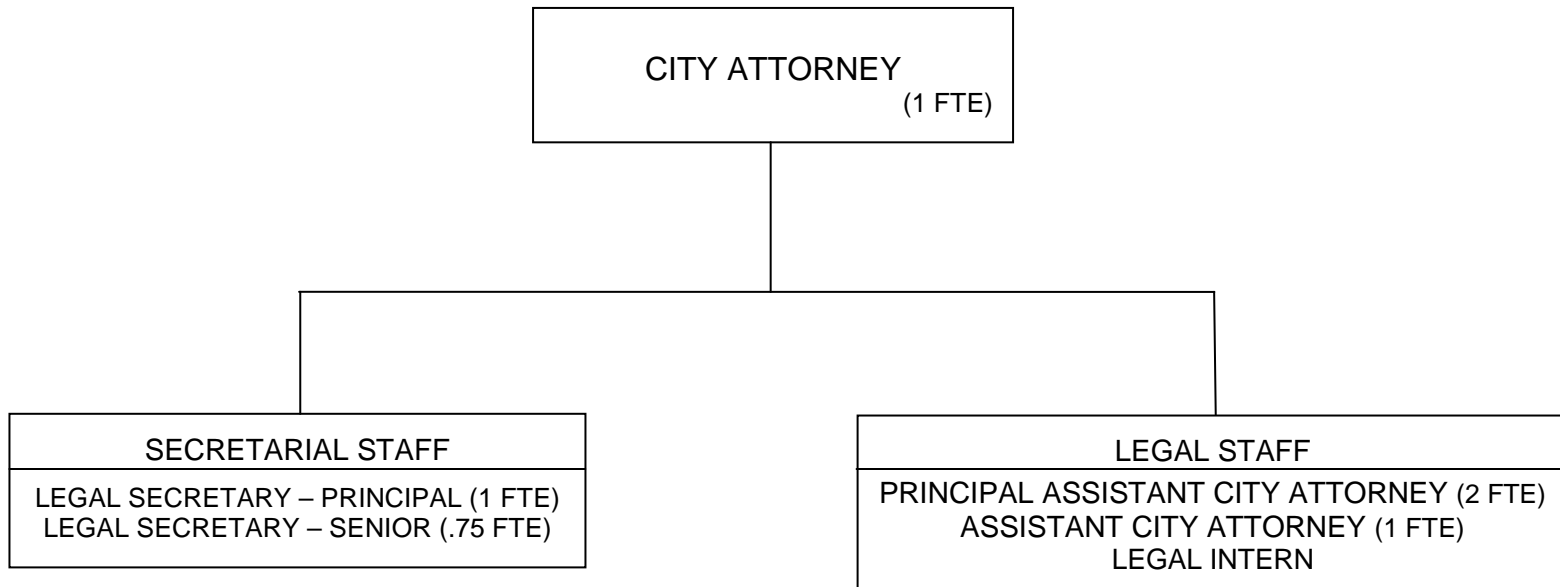 CITY ATTORNEY
(1 FTE)
SECRETARIAL STAFF
LEGAL SECRETARY – PRINCIPAL (1 FTE)
LEGAL SECRETARY – SENIOR (.75 FTE)
LEGAL STAFF
PRINCIPAL ASSISTANT CITY ATTORNEY (2 FTE)
ASSISTANT CITY ATTORNEY (1 FTE)
LEGAL INTERN